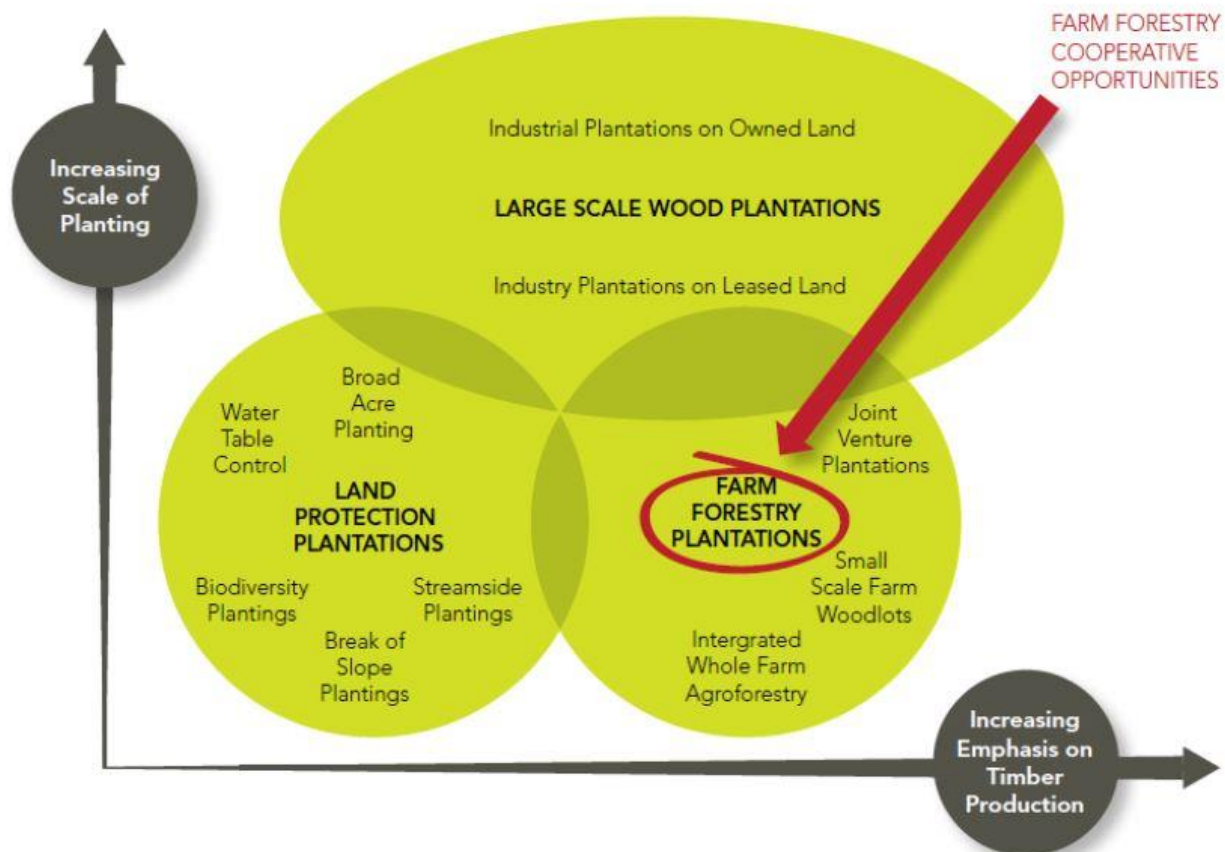 FARM FORESTRY
COOPERATIVE
OPPORTUNITIES
Increasing
Scale of
Planting
Industrial Plantations on Owned Land
LARGE SCALE WOOD PLANTATIONS
Industry Plantations on Leased Land
Water
Table
Control
Broad
Acre
Planting
LAND
PROTECTION
PLANTATIONS
Biodiversity
Plantings
Streamside
Plantings
Break of
Slope
Plantings
Joint
Venture
Plantations
FARM
FORESTRY
PLANTATIONS
Small
Scale Farm
Woodlots
Intergrated
Whole Farm
Agroforestry
Increasing
Emphasis on
Timber
Production